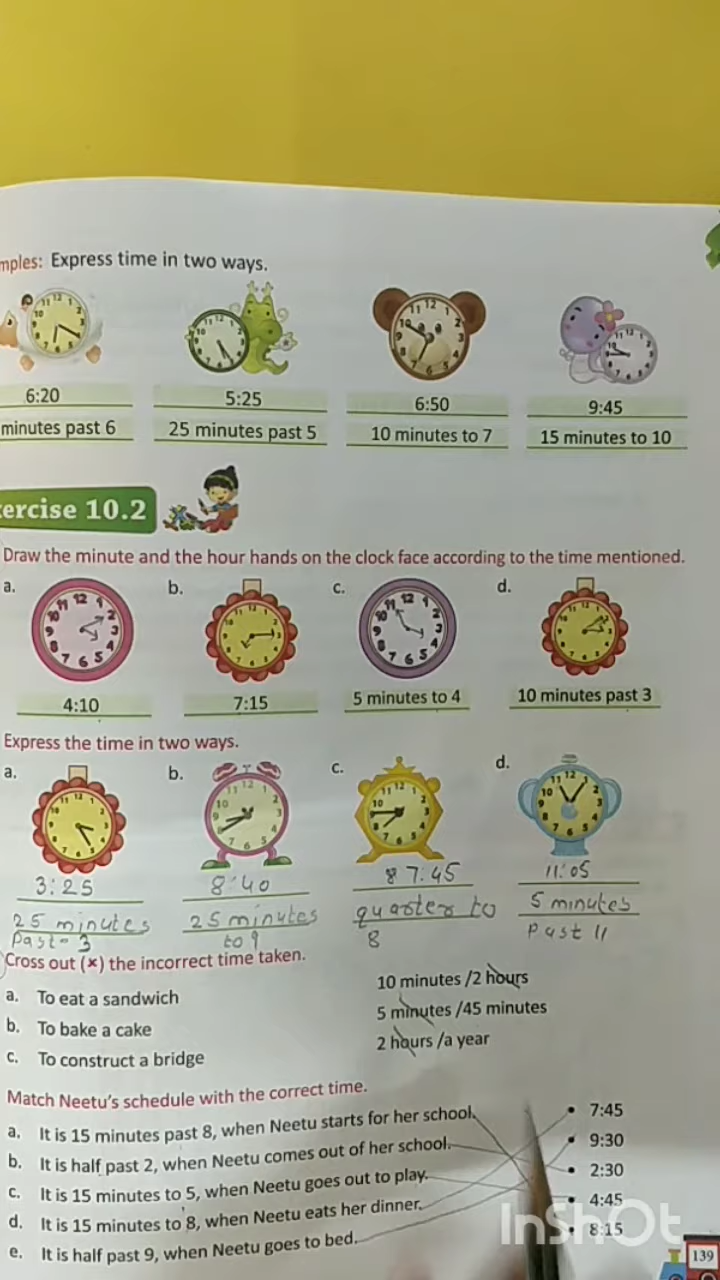 mples: Express time in two ways.
6:20 5:25 6:50 9:45
minutes past 6 25 minutes past 5 10 minutes to 7 15 minutes to 10
ercise 10.2
Draw the minute and the hour hands on the clock face according to the time mentioned.
a. b. c. d.
4:10 7:15 5 minutes to 4 10 minutes past 3
Express the time in two ways.
a. b. c. d.
3:25 8:40 8 7:45 11:05
25 minutes past 3 25 minutes to 9 quarter to 8 5 minutes past 11
Cross out (×) the incorrect time taken.
a. To eat a sandwich 10 minutes /2 hours
b. To bake a cake 5 minutes /45 minutes
c. To construct a bridge 2 hours /a year
Match Neetu's schedule with the correct time.
a. It is 15 minutes past 8, when Neetu starts for her school. • 7:45
b. It is half past 2, when Neetu comes out of her school. • 9:30
c. It is 15 minutes to 5, when Neetu goes out to play. • 2:30
d. It is 15 minutes to 8, when Neetu eats her dinner. • 4:45
e. It is half past 9, when Neetu goes to bed. • 8:15
InShOt
139